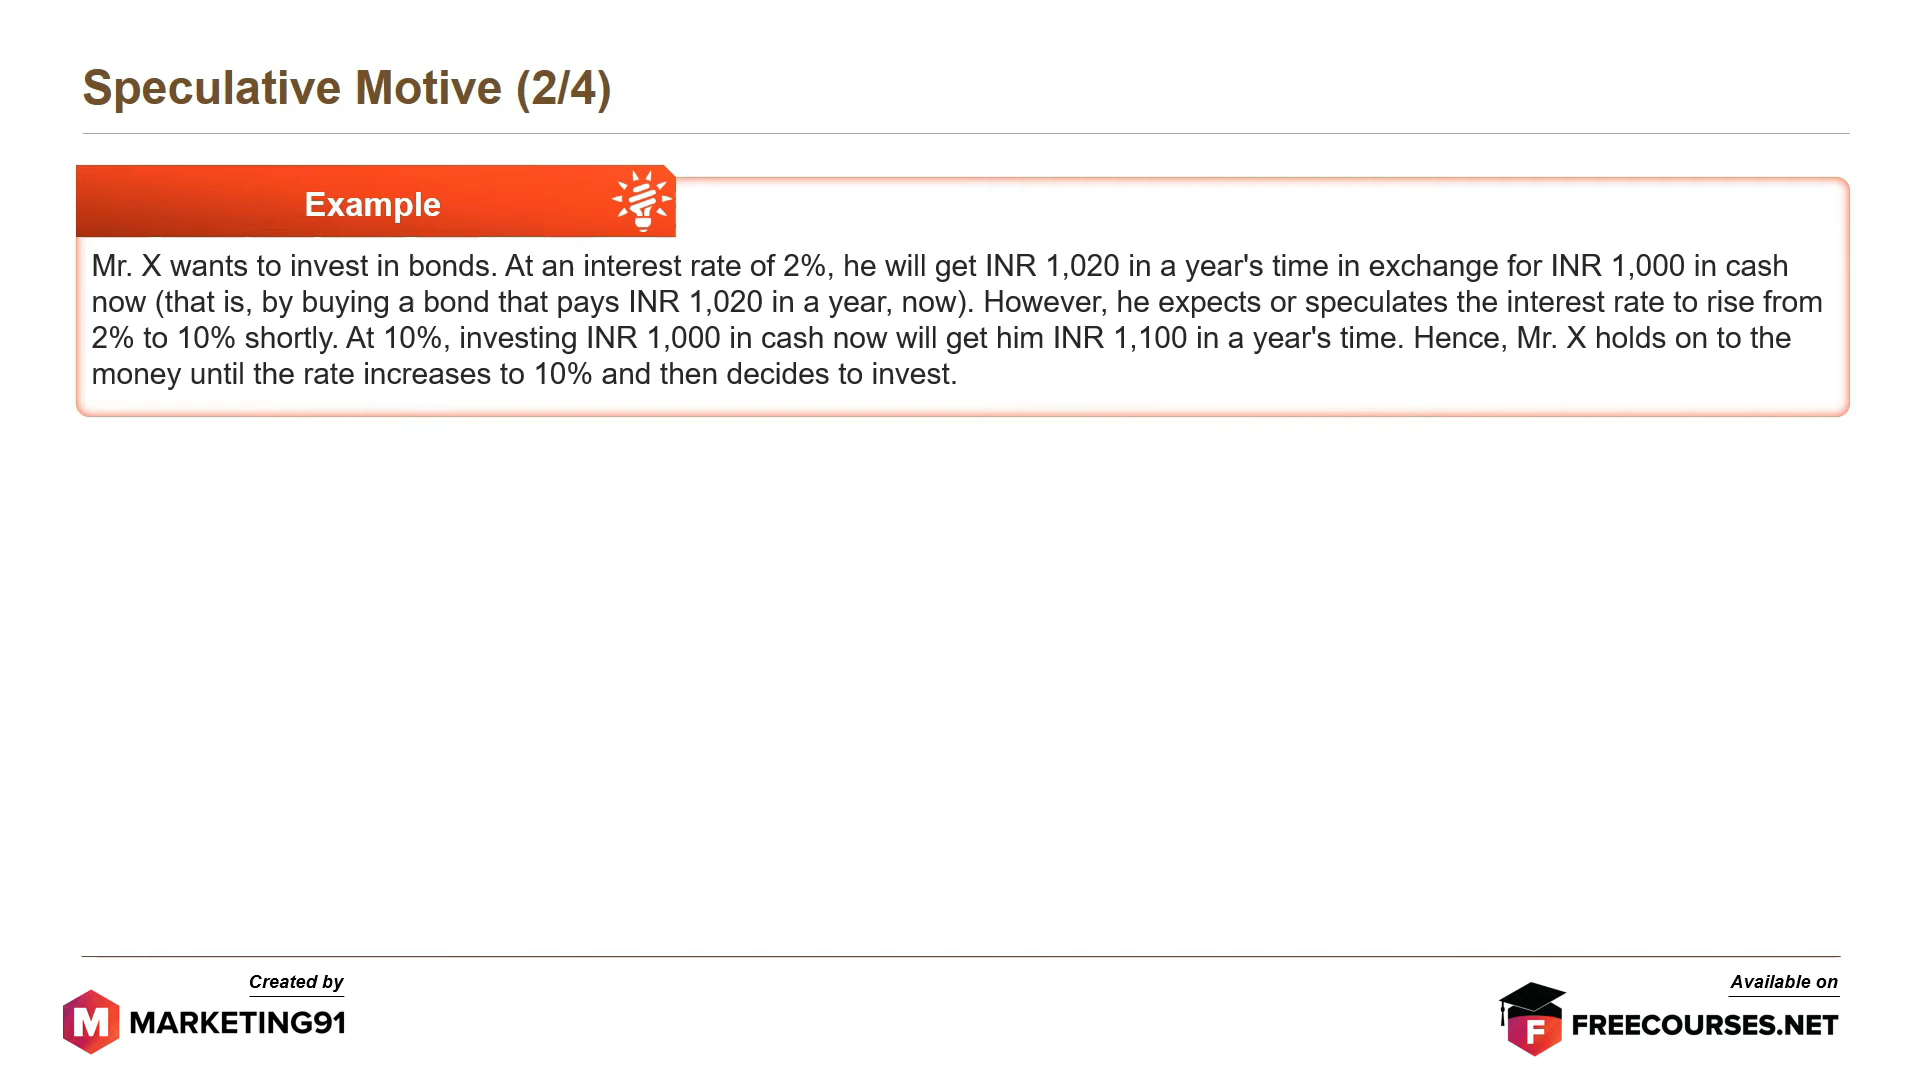 Speculative Motive (2/4)
Example
Mr. X wants to invest in bonds. At an interest rate of 2%, he will get INR 1,020 in a year's time in exchange for INR 1,000 in cash
now (that is, by buying a bond that pays INR 1,020 in a year, now). However, he expects or speculates the interest rate to rise from
2% to 10% shortly. At 10%, investing INR 1,000 in cash now will get him INR 1,100 in a year's time. Hence, Mr. X holds on to the
money until the rate increases to 10% and then decides to invest.
Created by
M MARKETING91
Available on
F FREECOURSES.NET